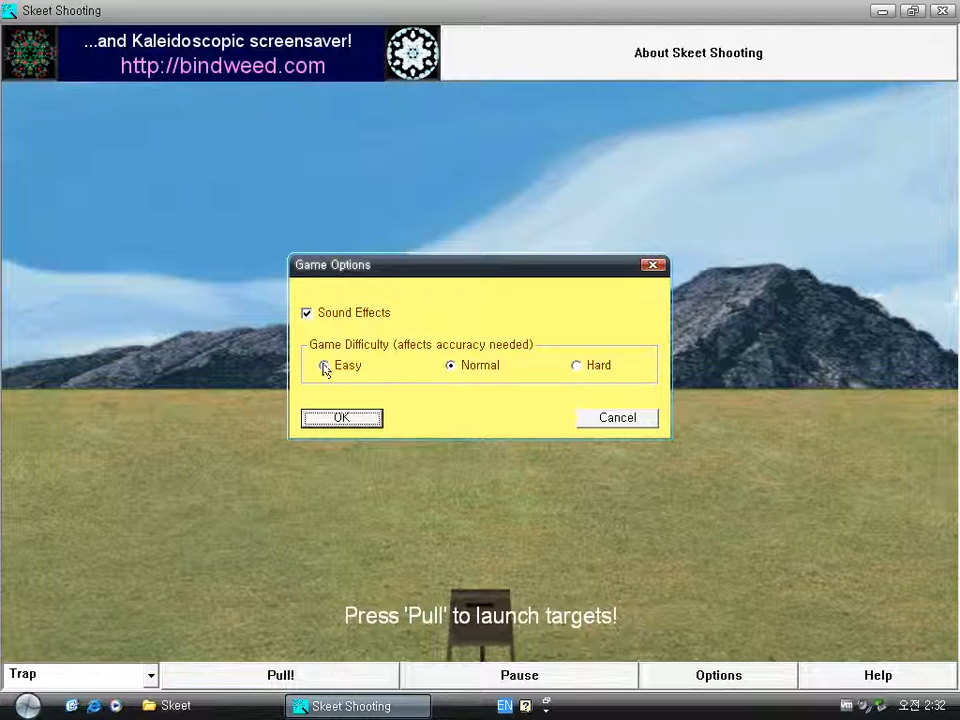 Skeet Shooting
...and Kaleidoscopic screensaver!
http://bindweed.com
About Skeet Shooting
Game Options
Sound Effects
Game Difficulty (affects accuracy needed)
Easy
Normal
Hard
OK
Cancel
Press 'Pull' to launch targets!
Trap
Pull!
Pause
Options
Help
Skeet
Skeet Shooting
EN
오전 2:32